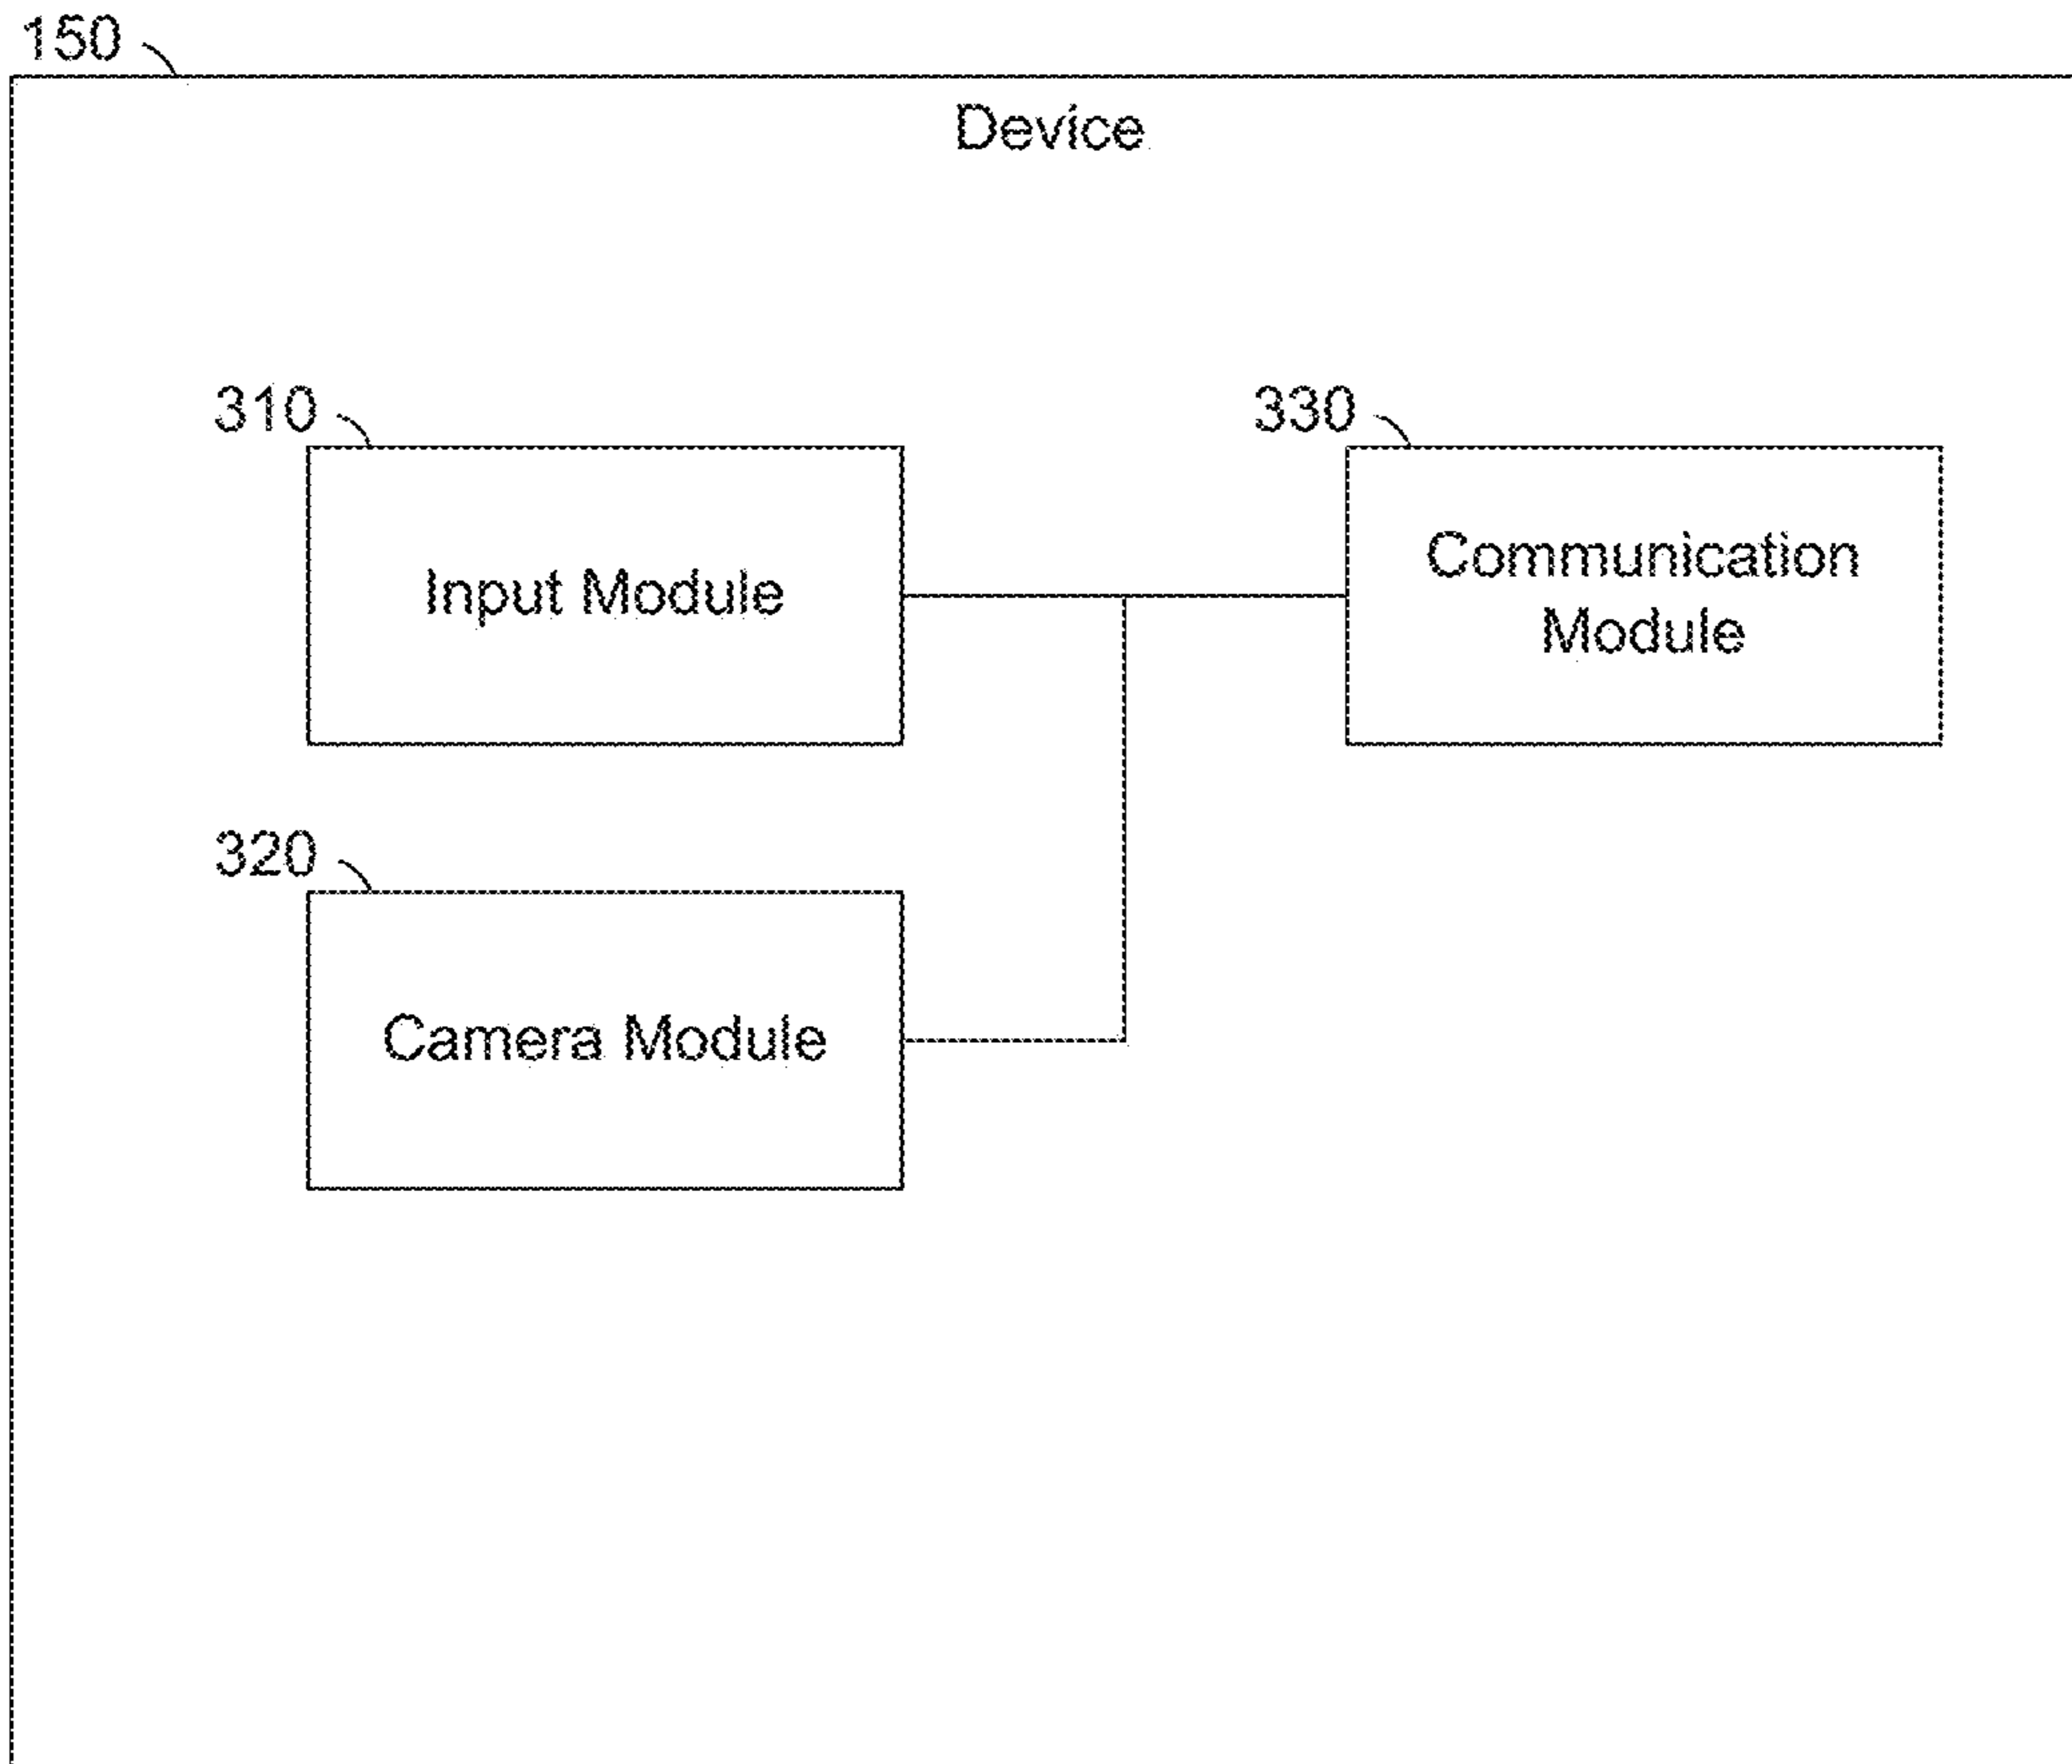 150
Device
310
330
Input Module
Communication
Module
320
Camera Module